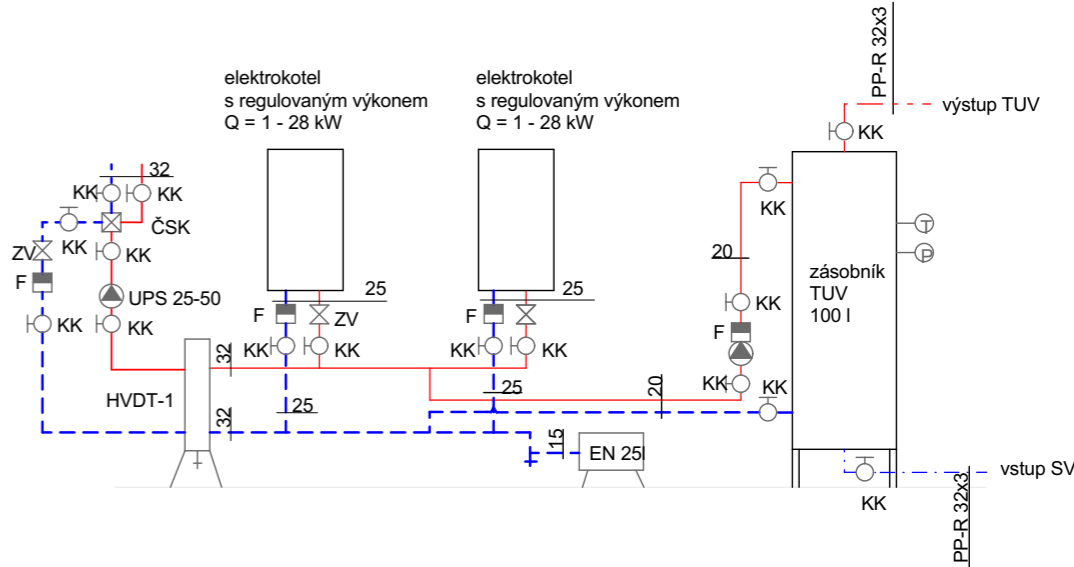 PP-R 32x3
výstup TUV
KK
elektrokotel
s regulovaným výkonem
Q = 1 - 28 kW
elektrokotel
s regulovaným výkonem
Q = 1 - 28 kW
32
KK
KK
ČSK
KK
KK
ZV
F
UPS 25-50
KK
KK
25
F
ZV
KK
KK
25
F
KK
KK
KK
20
KK
F
KK
T
P
zásobník
TUV
100 l
32
HVDT-1
32
25
25
20
KK
15
EN 25l
KK
vstup SV
PP-R 32x3